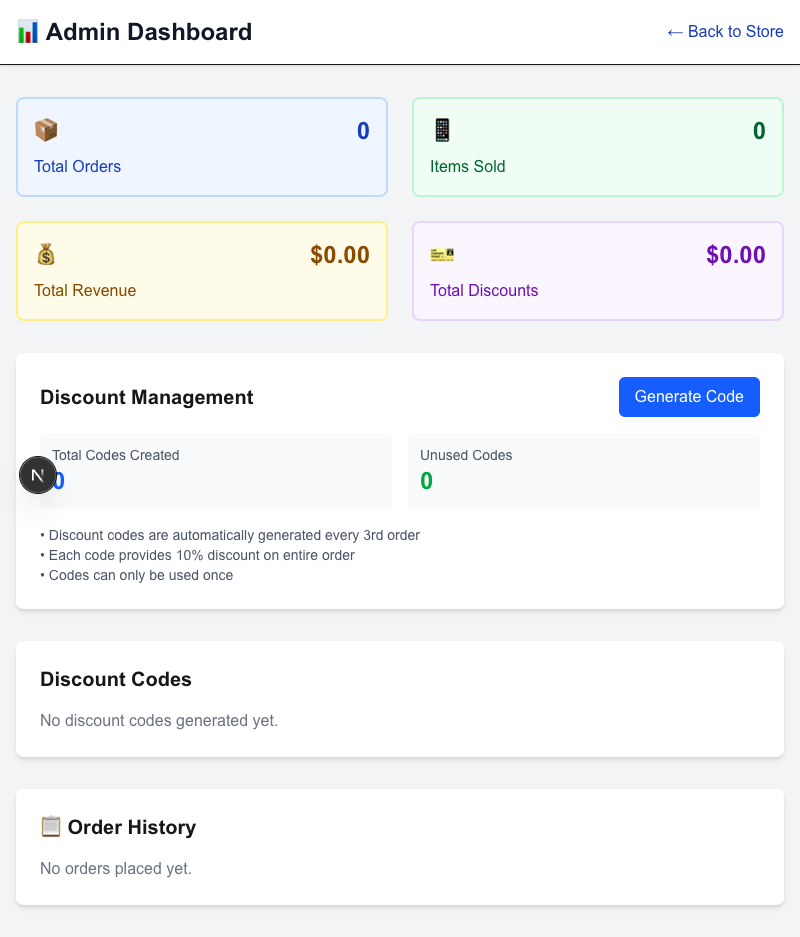 📊 Admin Dashboard
← Back to Store
📦 0
Total Orders
📱 0
Items Sold
💰 $0.00
Total Revenue
🎫 $0.00
Total Discounts
Discount Management
Generate Code
Total Codes Created
0
Unused Codes
0
N
• Discount codes are automatically generated every 3rd order
• Each code provides 10% discount on entire order
• Codes can only be used once
Discount Codes
No discount codes generated yet.
📋 Order History
No orders placed yet.